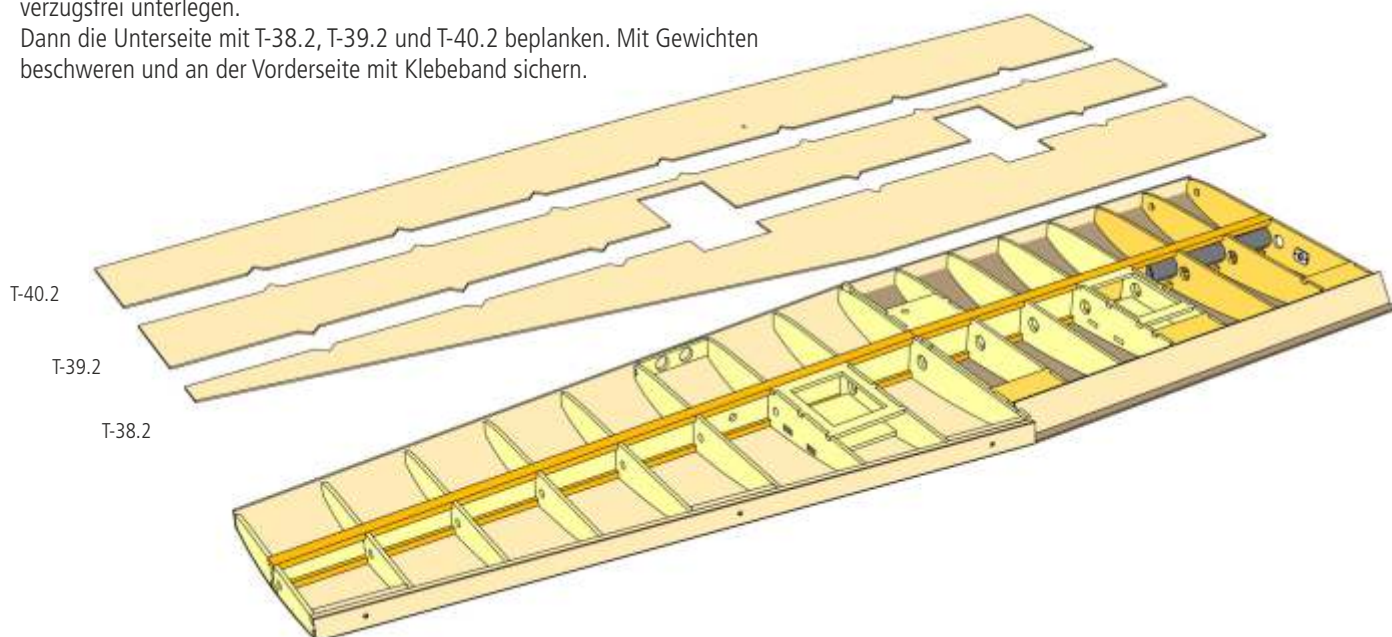 verzugsfrei unterlegen.
Dann die Unterseite mit T-38.2, T-39.2 und T-40.2 beplanken. Mit Gewichten
beschweren und an der Vorderseite mit Klebeband sichern.
T-40.2
T-39.2
T-38.2